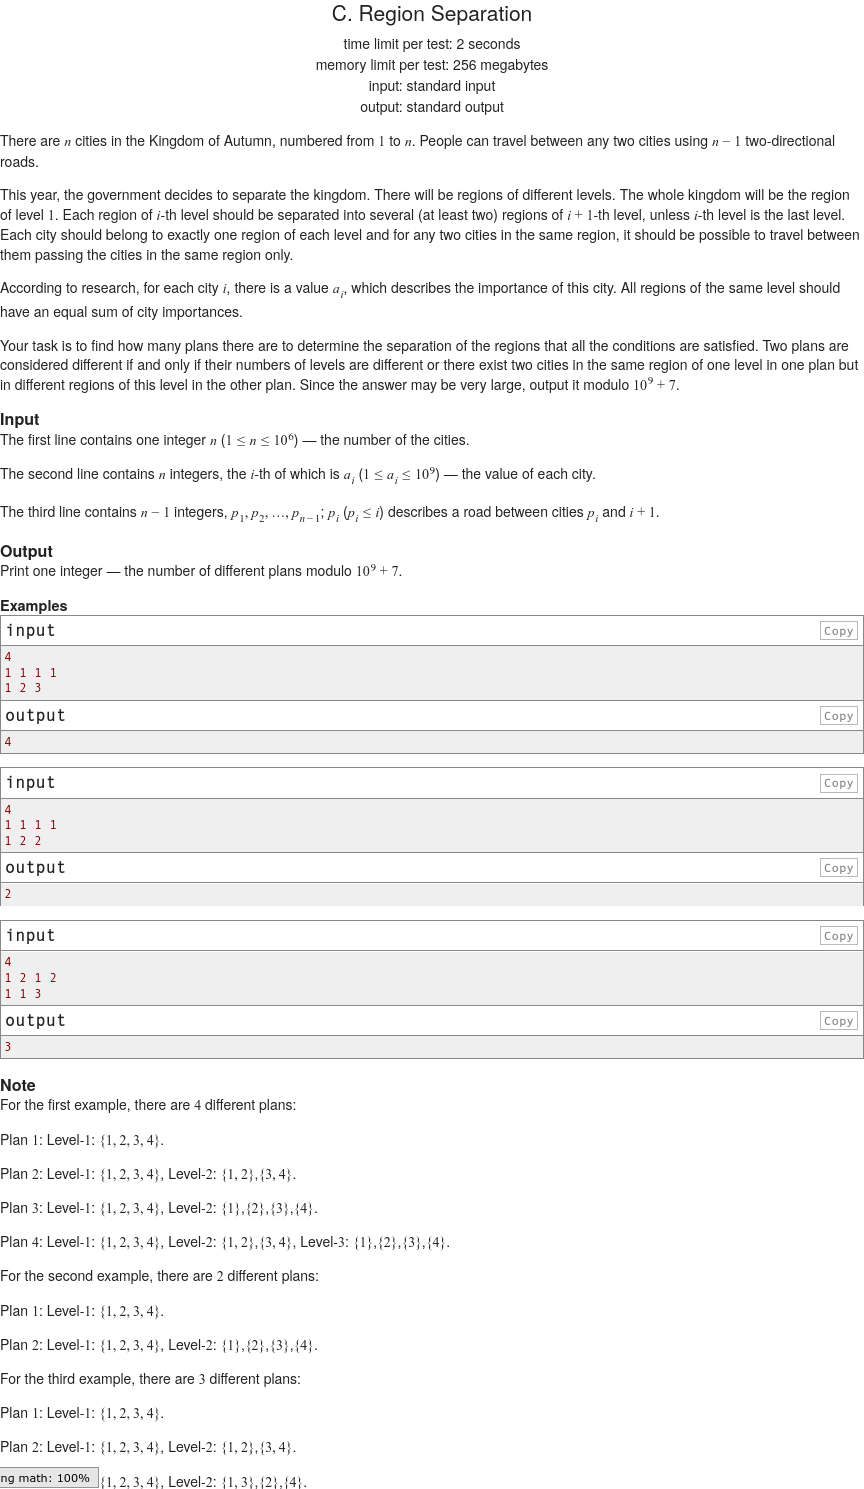 C. Region Separation
time limit per test: 2 seconds
memory limit per test: 256 megabytes
input: standard input
output: standard output
There are n cities in the Kingdom of Autumn, numbered from 1 to n. People can travel between any two cities using n − 1 two-directional
roads.
This year, the government decides to separate the kingdom. There will be regions of different levels. The whole kingdom will be the region
of level 1. Each region of i-th level should be separated into several (at least two) regions of i + 1-th level, unless i-th level is the last level.
Each city should belong to exactly one region of each level and for any two cities in the same region, it should be possible to travel between
them passing the cities in the same region only.
According to research, for each city i, there is a value a_i, which describes the importance of this city. All regions of the same level should
have an equal sum of city importances.
Your task is to find how many plans there are to determine the separation of the regions that all the conditions are satisfied. Two plans are
considered different if and only if their numbers of levels are different or there exist two cities in the same region of one level in one plan but
in different regions of this level in the other plan. Since the answer may be very large, output it modulo 10^9 + 7.
Input
The first line contains one integer n (1 ≤ n ≤ 10^6) — the number of the cities.
The second line contains n integers, the i-th of which is a_i (1 ≤ a_i ≤ 10^9) — the value of each city.
The third line contains n − 1 integers, p_1, p_2, ..., p_{n − 1}; p_i (p_i ≤ i) describes a road between cities p_i and i + 1.
Output
Print one integer — the number of different plans modulo 10^9 + 7.
Examples
input
Copy
4
1 1 1 1
1 2 3
output
Copy
4
input
Copy
4
1 1 1 1
1 2 2
output
Copy
2
input
Copy
4
1 2 1 2
1 1 3
output
Copy
3
Note
For the first example, there are 4 different plans:
Plan 1: Level-1: {1, 2, 3, 4}.
Plan 2: Level-1: {1, 2, 3, 4}, Level-2: {1, 2},{3, 4}.
Plan 3: Level-1: {1, 2, 3, 4}, Level-2: {1},{2},{3},{4}.
Plan 4: Level-1: {1, 2, 3, 4}, Level-2: {1, 2},{3, 4}, Level-3: {1},{2},{3},{4}.
For the second example, there are 2 different plans:
Plan 1: Level-1: {1, 2, 3, 4}.
Plan 2: Level-1: {1, 2, 3, 4}, Level-2: {1},{2},{3},{4}.
For the third example, there are 3 different plans:
Plan 1: Level-1: {1, 2, 3, 4}.
Plan 2: Level-1: {1, 2, 3, 4}, Level-2: {1, 2},{3, 4}.
ng math: 100% {1, 2, 3, 4}, Level-2: {1, 3},{2},{4}.